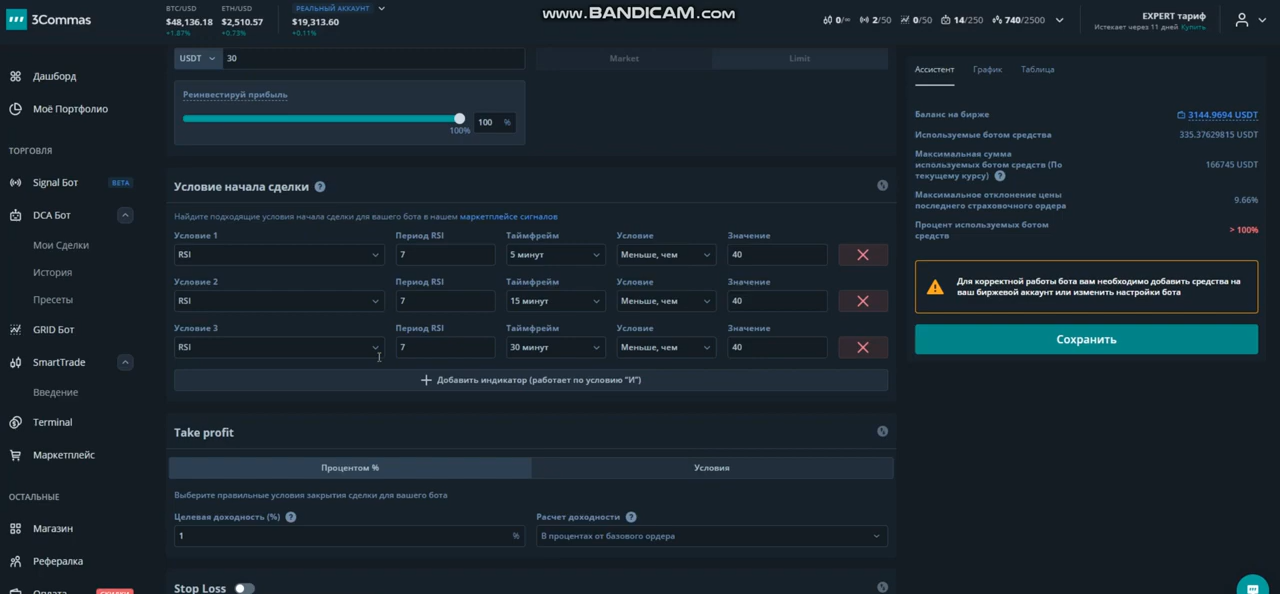 www.BANDICAM.com
3Commas
BTC/USD
$48,136.18
+1.87%
ETH/USD
$2,510.57
+0.73%
РЕАЛЬНЫЙ АККАУНТ
$19,313.60
+0.11%
0/∞
2/50
0/50
14/250
740/2500
EXPERT тариф
Истекает через 11 дней Купить
Дашборд
Моё Портфолио
ТОРГОВЛЯ
Signal Бот BETA
DCA Бот
Мои Сделки
История
Пресеты
GRID Бот
SmartTrade
Введение
Terminal
Маркетплейс
ОСТАЛЬНЫЕ
Магазин
Рефералка
USDT 30
Market Limit
Реинвестируй прибыль
100 %
100%
Условие начала сделки ?
Найдите подходящие условия начала сделки для вашего бота в нашем маркетплейсе сигналов
Условие 1 Период RSI Таймфрейм Условие Значение
RSI 7 5 минут Меньше, чем 40
Условие 2 Период RSI Таймфрейм Условие Значение
RSI 7 15 минут Меньше, чем 40
Условие 3 Период RSI Таймфрейм Условие Значение
RSI 7 30 минут Меньше, чем 40
+ Добавить индикатор (работает по условию "И")
Take profit
Процентом % Условия
Выберите правильные условия закрытия сделки для вашего бота
Целевая доходность (%) ? Расчет доходности ?
1 % В процентах от базового ордера
Stop Loss
Ассистент График Таблица
Баланс на бирже 3144.9694 USDT
Используемые ботом средства 335.37629815 USDT
Максимальная сумма
используемых ботом средств (По
текущему курсу) ? 166745 USDT
Максимальное отклонение цены
последнего страховочного ордера 9.66%
Процент используемых ботом
средств > 100%
Для корректной работы бота вам необходимо добавить средства на
ваш биржевой аккаунт или изменить настройки бота
Сохранить